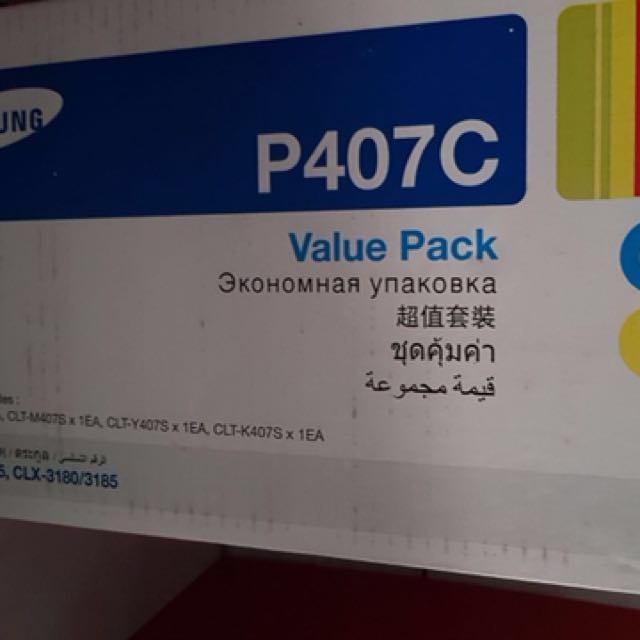 UNG
P407C
Value Pack
Экономная упаковка
超值套裝
ชุดคุ้มค่า
قيمة مجموعة
CLT-M407S x 1EA, CLT-Y407S x 1EA, CLT-K407S x 1EA
CLX-3180/3185